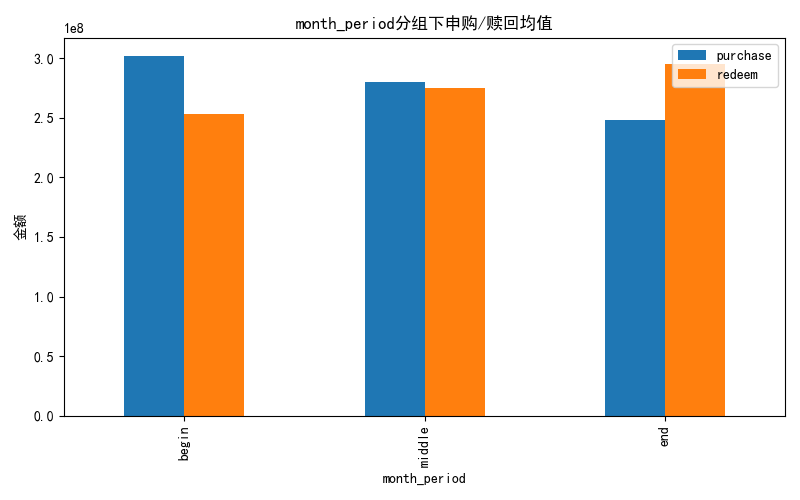 month_period分组下申购/赎回均值
1e8
purchase
redeem
3.0
2.5
2.0
1.5
1.0
0.5
0.0
金额
begin
middle
end
month_period